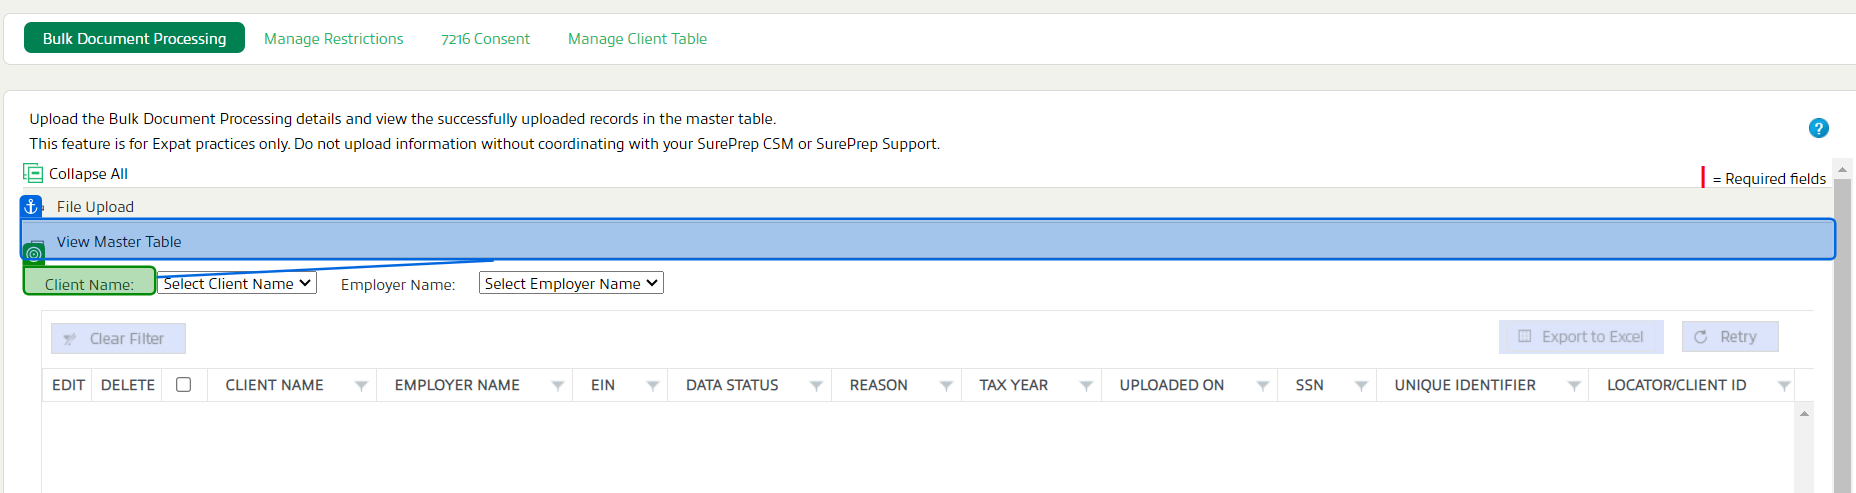 Bulk Document Processing Manage Restrictions 7216 Consent Manage Client Table
Upload the Bulk Document Processing details and view the successfully uploaded records in the master table.
This feature is for Expat practices only. Do not upload information without coordinating with your SurePrep CSM or SurePrep Support.
?
Collapse All
= Required fields
File Upload
View Master Table
Client Name: Select Client Name Employer Name: Select Employer Name
Clear Filter Export to Excel Retry
EDIT DELETE CLIENT NAME EMPLOYER NAME EIN DATA STATUS REASON TAX YEAR UPLOADED ON SSN UNIQUE IDENTIFIER LOCATOR/CLIENT ID